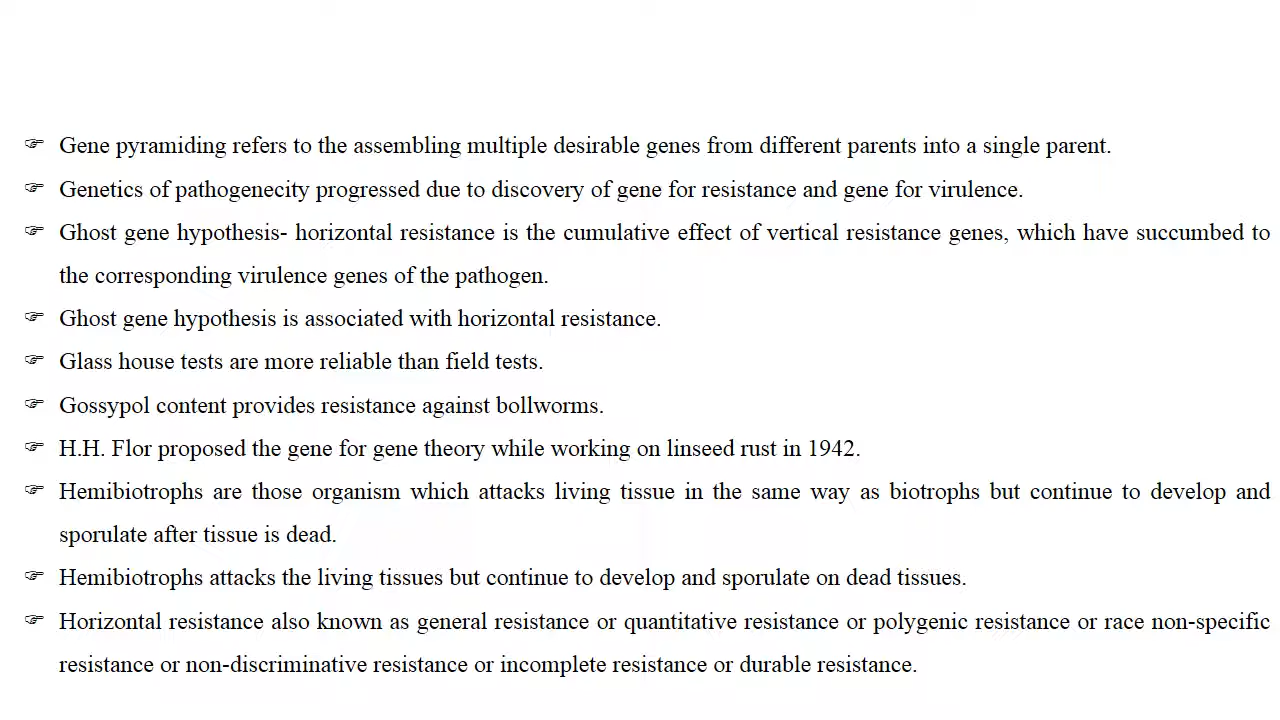 ☞ Gene pyramiding refers to the assembling multiple desirable genes from different parents into a single parent.
☞ Genetics of pathogenecity progressed due to discovery of gene for resistance and gene for virulence.
☞ Ghost gene hypothesis- horizontal resistance is the cumulative effect of vertical resistance genes, which have succumbed to
the corresponding virulence genes of the pathogen.
☞ Ghost gene hypothesis is associated with horizontal resistance.
☞ Glass house tests are more reliable than field tests.
☞ Gossypol content provides resistance against bollworms.
☞ H.H. Flor proposed the gene for gene theory while working on linseed rust in 1942.
☞ Hemibiotrophs are those organism which attacks living tissue in the same way as biotrophs but continue to develop and
sporulate after tissue is dead.
☞ Hemibiotrophs attacks the living tissues but continue to develop and sporulate on dead tissues.
☞ Horizontal resistance also known as general resistance or quantitative resistance or polygenic resistance or race non-specific
resistance or non-discriminative resistance or incomplete resistance or durable resistance.